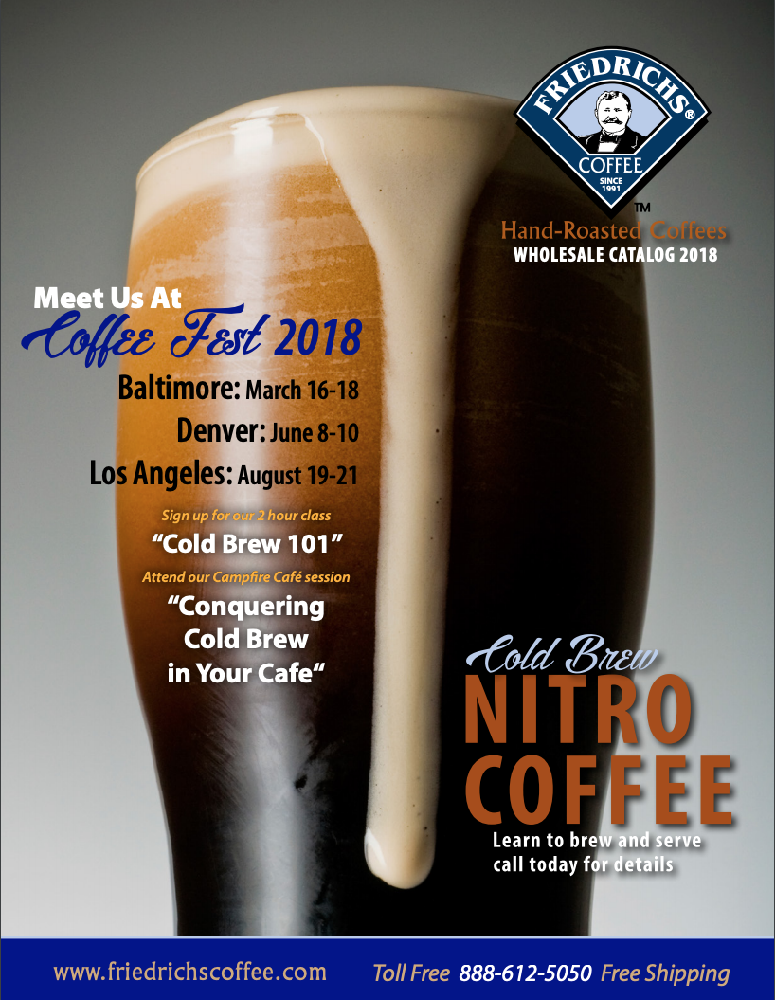 FRIEDRICHS®
COFFEE
SINCE
1991
TM
Hand-Roasted Coffees
WHOLESALE CATALOG 2018
Meet Us At
Coffee Fest 2018
Baltimore: March 16-18
Denver: June 8-10
Los Angeles: August 19-21
Sign up for our 2 hour class
“Cold Brew 101”
Attend our Campfire Café session
“Conquering
Cold Brew
in Your Cafe“
Cold Brew
NITRO
COFFEE
Learn to brew and serve
call today for details
www.friedrichscoffee.com
Toll Free 888-612-5050 Free Shipping